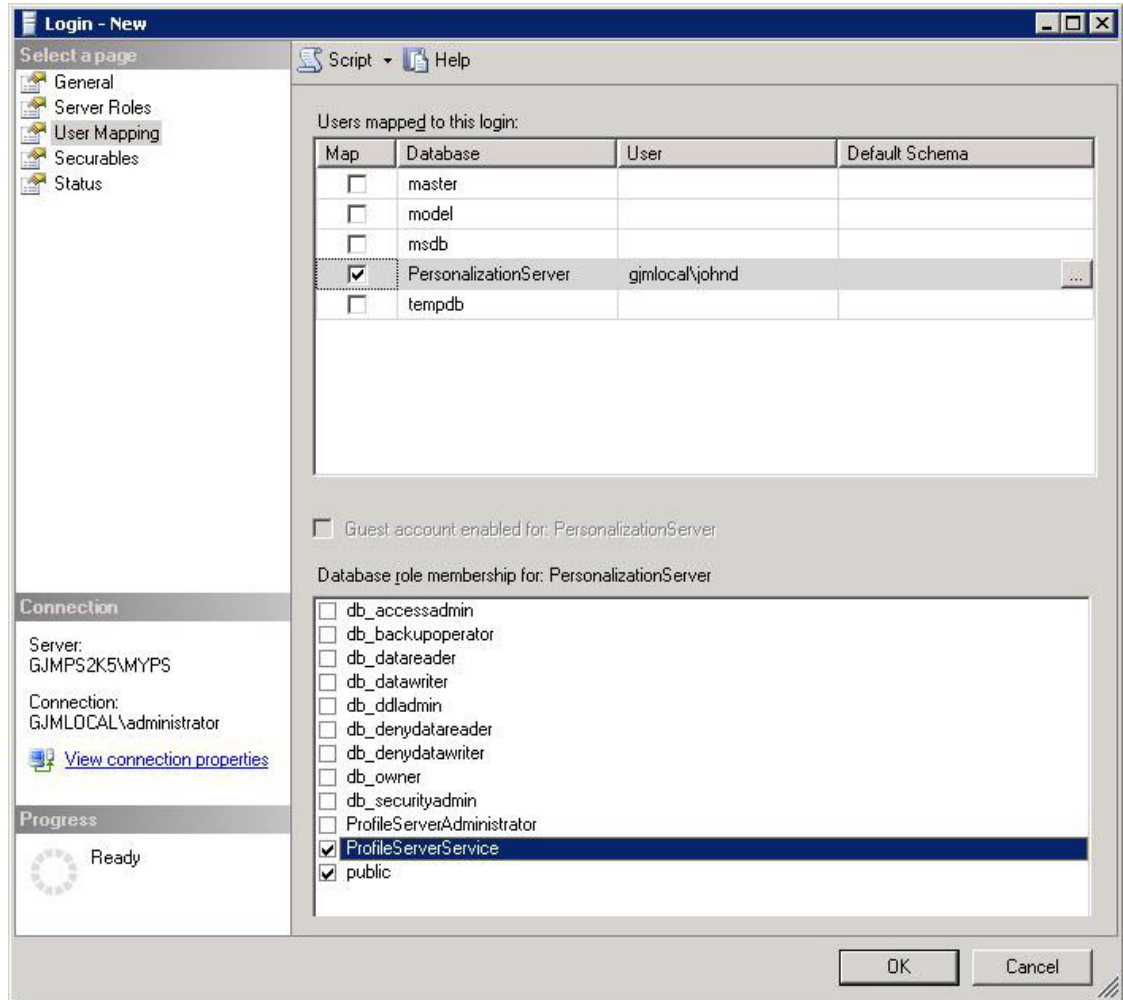 Login - New
Select a page
General
Server Roles
User Mapping
Securables
Status
Script Help
Users mapped to this login:
Map Database User Default Schema
master
model
msdb
PersonalizationServer gjmlocal\johnd ...
tempdb
Guest account enabled for: PersonalizationServer
Database role membership for: PersonalizationServer
db_accessadmin
db_backupoperator
db_datareader
db_datawriter
db_ddladmin
db_denydatareader
db_denydatawriter
db_owner
db_securityadmin
ProfileServerAdministrator
ProfileServerService
public
Connection
Server:
GJMPS2K5\MYPS
Connection:
GJMLOCAL\administrator
View connection properties
Progress
Ready
OK Cancel